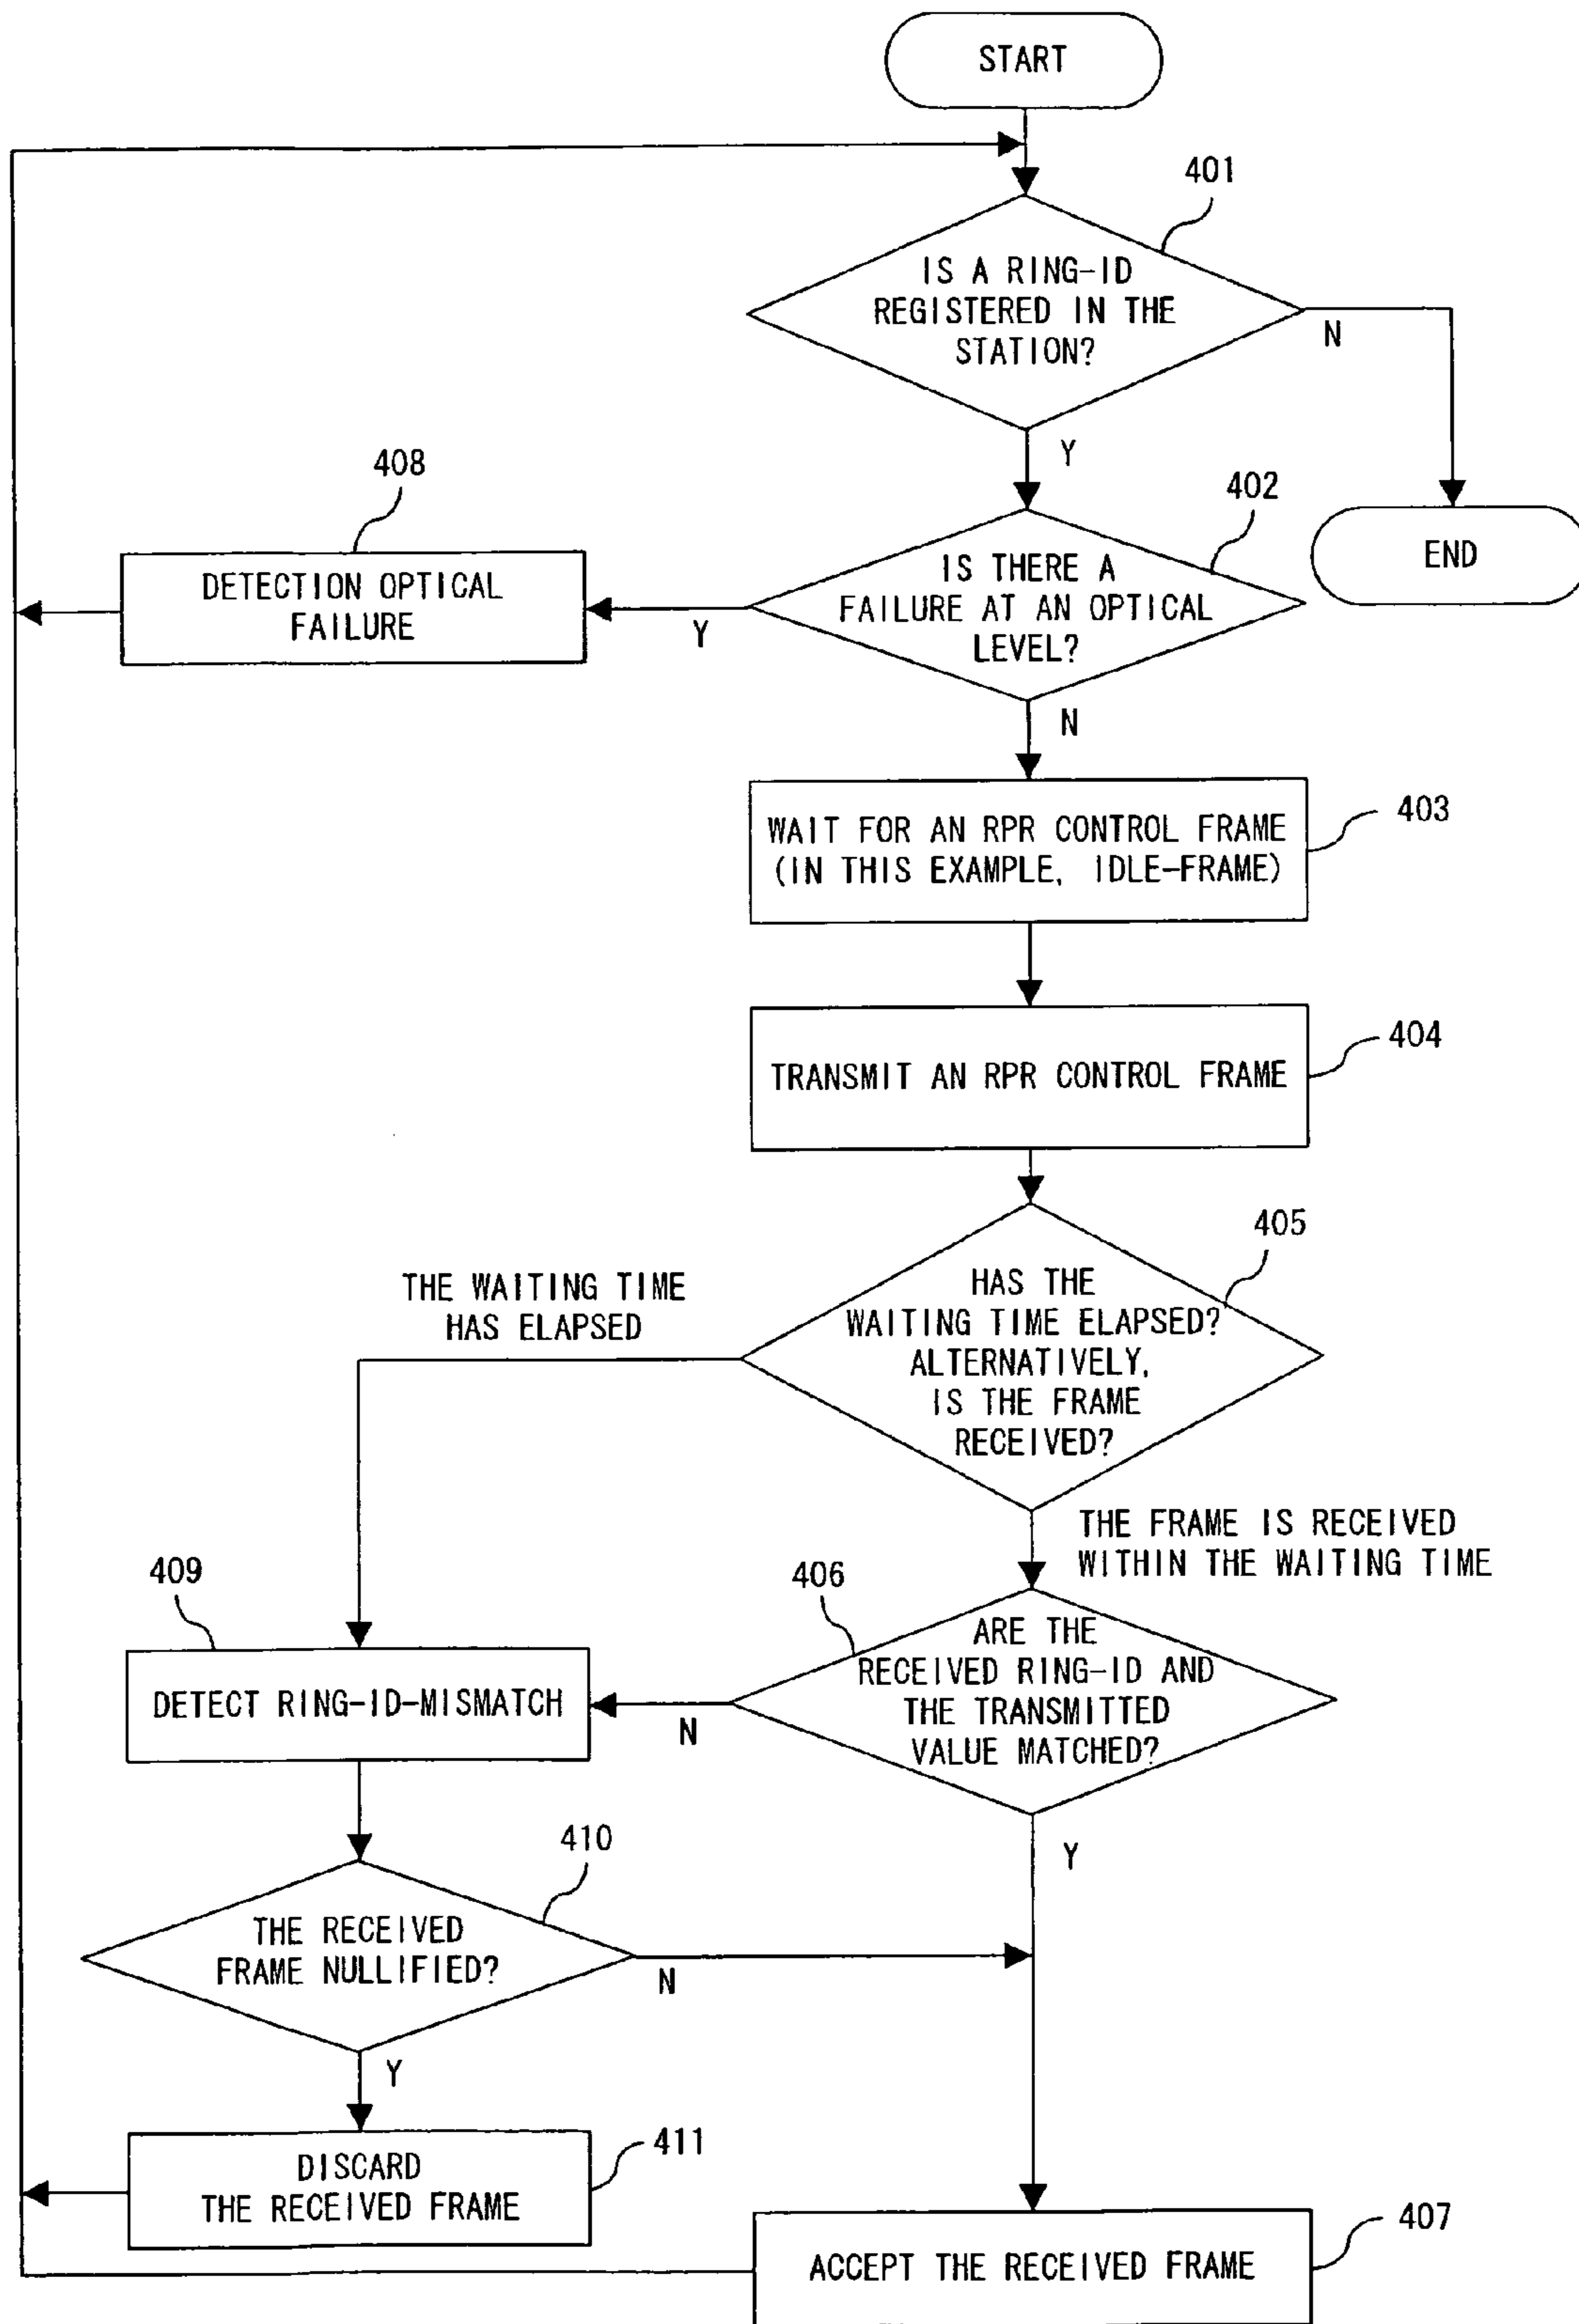 START
401
IS A RING-ID
REGISTERED IN THE
STATION?
N
Y
408
402
DETECTION OPTICAL
FAILURE
IS THERE A
FAILURE AT AN OPTICAL
LEVEL?
END
Y
N
WAIT FOR AN RPR CONTROL FRAME
(IN THIS EXAMPLE, IDLE-FRAME)
403
TRANSMIT AN RPR CONTROL FRAME
404
405
THE WAITING TIME
HAS ELAPSED
HAS THE
WAITING TIME ELAPSED?
ALTERNATIVELY,
IS THE FRAME
RECEIVED?
THE FRAME IS RECEIVED
WITHIN THE WAITING TIME
409
406
DETECT RING-ID-MISMATCH
N
ARE THE
RECEIVED RING-ID AND
THE TRANSMITTED
VALUE MATCHED?
410
Y
THE RECEIVED
FRAME NULLIFIED?
N
Y
DISCARD
THE RECEIVED FRAME
411
ACCEPT THE RECEIVED FRAME
407